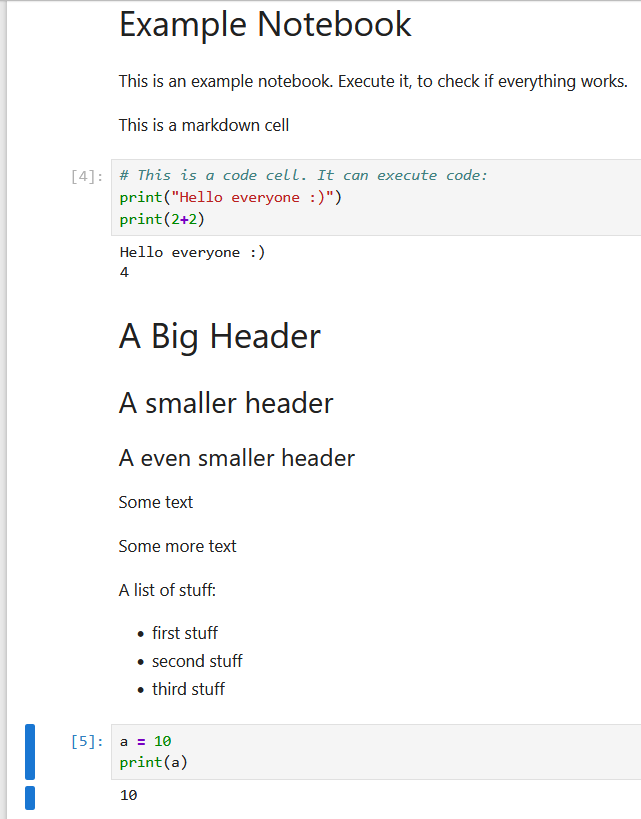 Example Notebook
This is an example notebook. Execute it, to check if everything works.
This is a markdown cell
[4]: # This is a code cell. It can execute code:
print("Hello everyone :)")
print(2+2)
Hello everyone :)
4
A Big Header
A smaller header
A even smaller header
Some text
Some more text
A list of stuff:
• first stuff
• second stuff
• third stuff
[5]: a = 10
print(a)
10